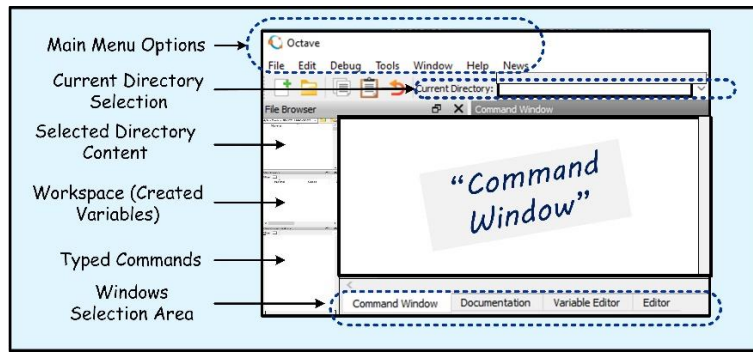 Main Menu Options
Current Directory
Selection
Selected Directory
Content
Workspace (Created
Variables)
Typed Commands
Windows
Selection Area
Octave
File Edit Debug Tools Window Help News
Current Directory:
File Browser
Command Window
“Command
Window”
Command Window Documentation Variable Editor Editor